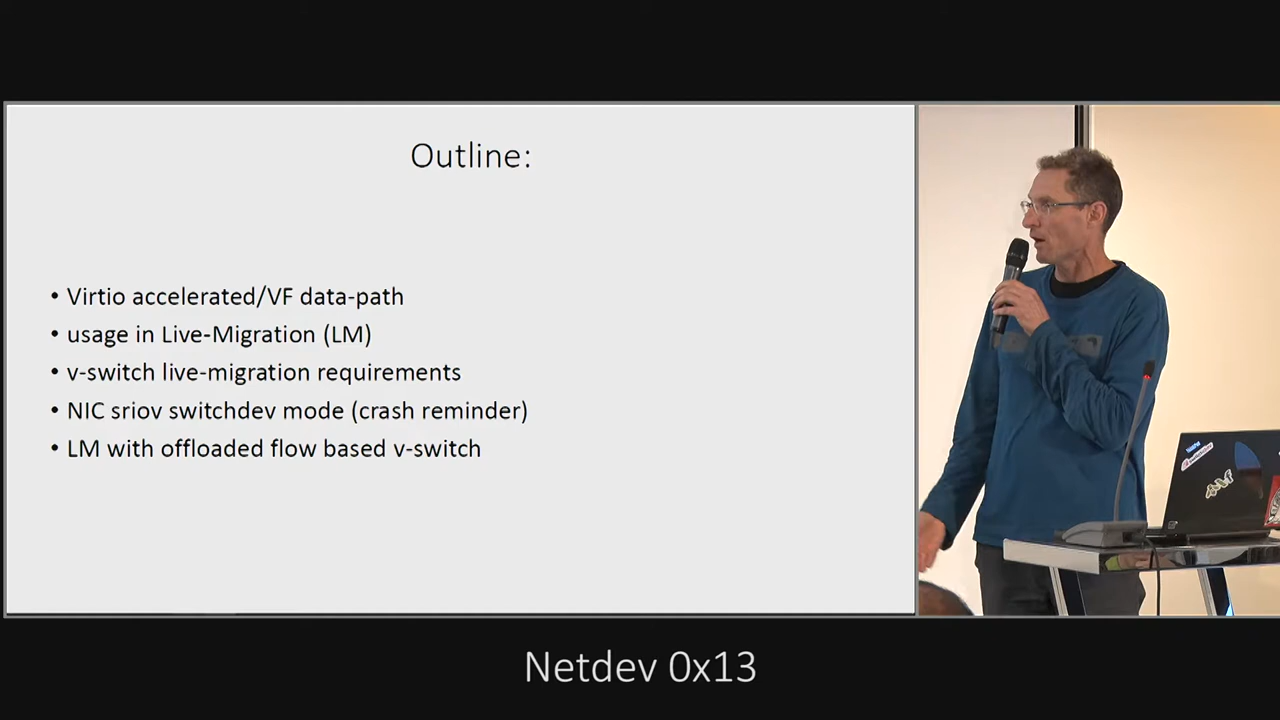 Outline:
• Virtio accelerated/VF data-path
• usage in Live-Migration (LM)
• v-switch live-migration requirements
• NIC sriov switchdev mode (crash reminder)
• LM with offloaded flow based v-switch
Netdev 0x13